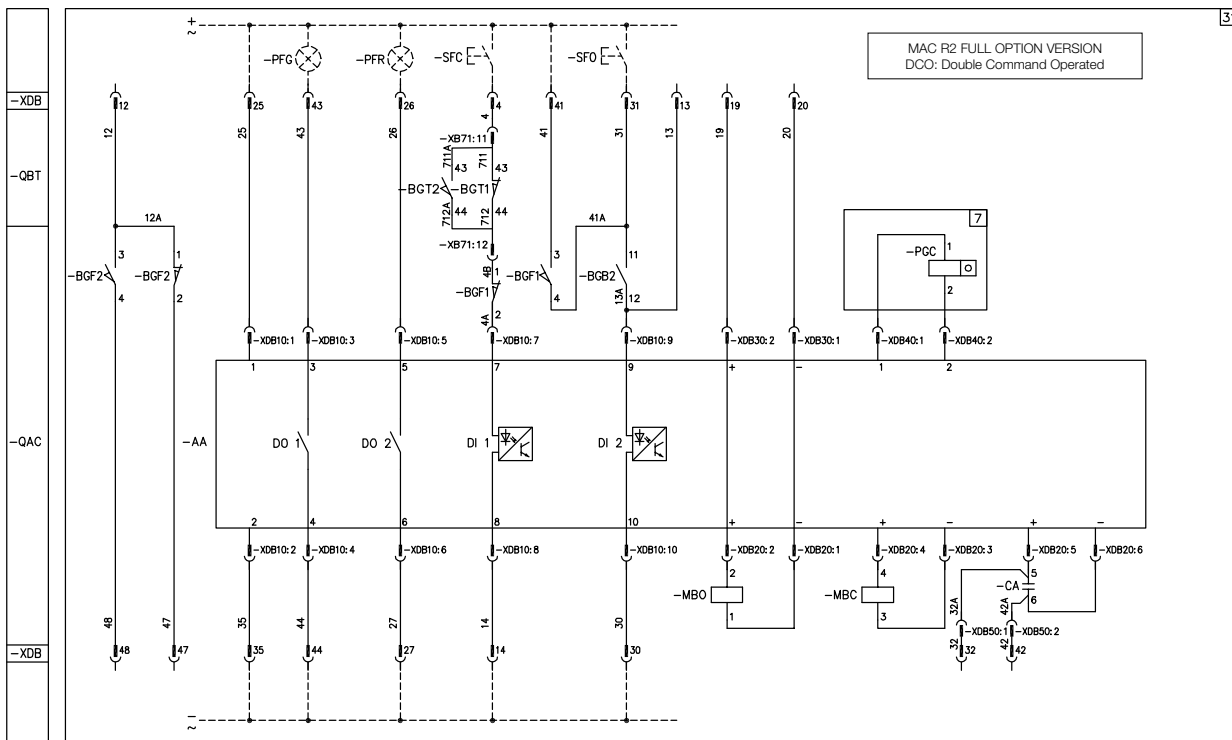 +
~
-PFG
-PFR
-SFC
-SFO
MAC R2 FULL OPTION VERSION
DCO: Double Command Operated
-XDB
12
25
43
26
4
41
31
13
19
20
12
25
43
26
4
41
31
13
19
20
-QBT
-XB71:11
711A
711
43
43
-BGT2
-BGT1
712A
44
712
44
12A
41A
7
-XB71:12
3
1
4B
1
3
11
-PGC
1
-BGF2
-BGF2
-BGF1
-BGF1
-BGB2
2
4
2
4A
2
4
13A
12
-XDB10:1
-XDB10:3
-XDB10:5
-XDB10:7
-XDB10:9
-XDB30:2
-XDB30:1
-XDB40:1
-XDB40:2
1
3
5
7
9
+
-
1
2
-QAC
-AA
DO 1
DO 2
DI 1
DI 2
2
4
6
8
10
+
-
+
-
+
-
-XDB10:2
-XDB10:4
-XDB10:6
-XDB10:8
-XDB10:10
-XDB20:2
-XDB20:1
-XDB20:4
-XDB20:3
-XDB20:5
-XDB20:6
2
4
5
-MBO
-MBC
-CA
1
3
6
32A
42A
48
47
35
44
27
14
30
-XDB50:1
-XDB50:2
32
42
-XDB
48
47
35
44
27
14
30
32
42
-
~